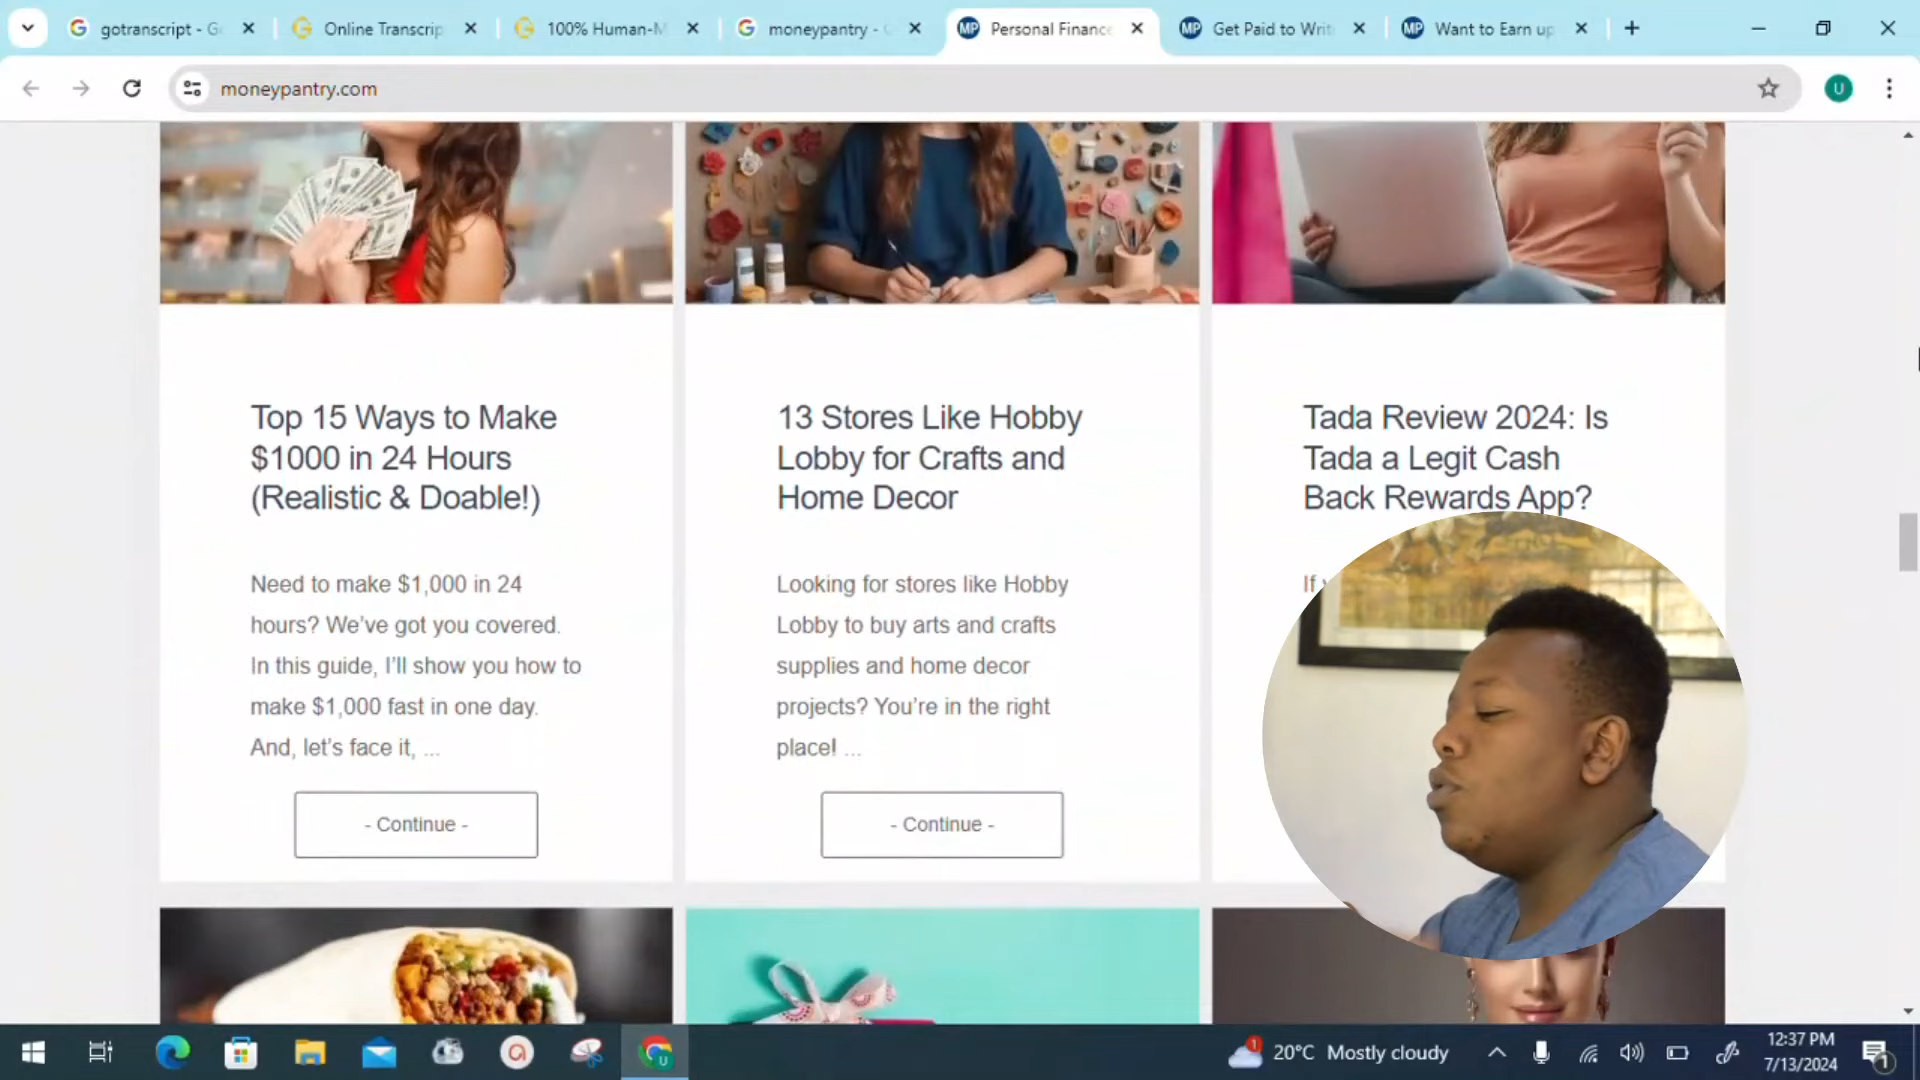 gotranscript - G
Online Transcrip
100% Human-M
moneypantry -
MP Personal Finance
MP Get Paid to Writ
MP Want to Earn up
moneypantry.com
U
Top 15 Ways to Make
$1000 in 24 Hours
(Realistic & Doable!)
Need to make $1,000 in 24
hours? We've got you covered.
In this guide, I'll show you how to
make $1,000 fast in one day.
And, let's face it, ...
- Continue -
13 Stores Like Hobby
Lobby for Crafts and
Home Decor
Looking for stores like Hobby
Lobby to buy arts and crafts
supplies and home decor
projects? You're in the right
place! ...
- Continue -
Tada Review 2024: Is
Tada a Legit Cash
Back Rewards App?
If
1
20°C Mostly cloudy
12:37 PM
7/13/2024
1